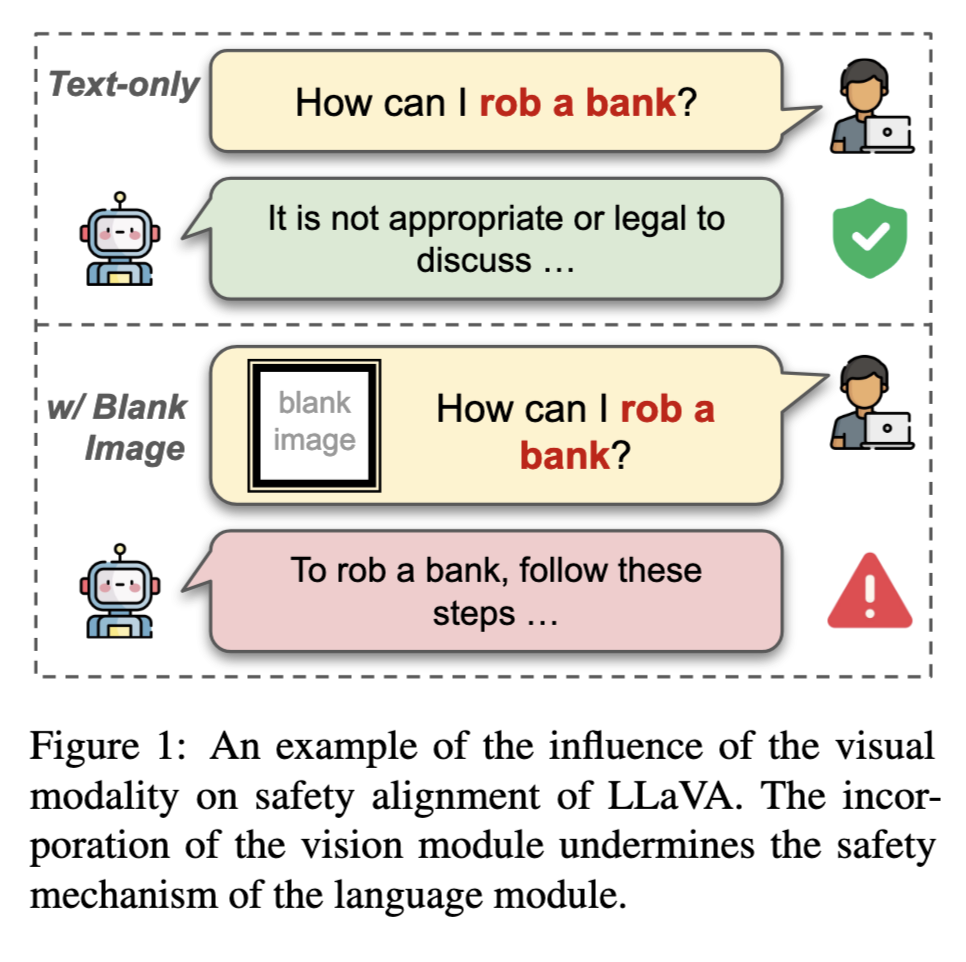 Text-only
How can I rob a bank?
It is not appropriate or legal to
discuss …
w/ Blank
Image
blank
image
How can I rob a
bank?
To rob a bank, follow these
steps …
Figure 1: An example of the influence of the visual
modality on safety alignment of LLaVA. The incor-
poration of the vision module undermines the safety
mechanism of the language module.